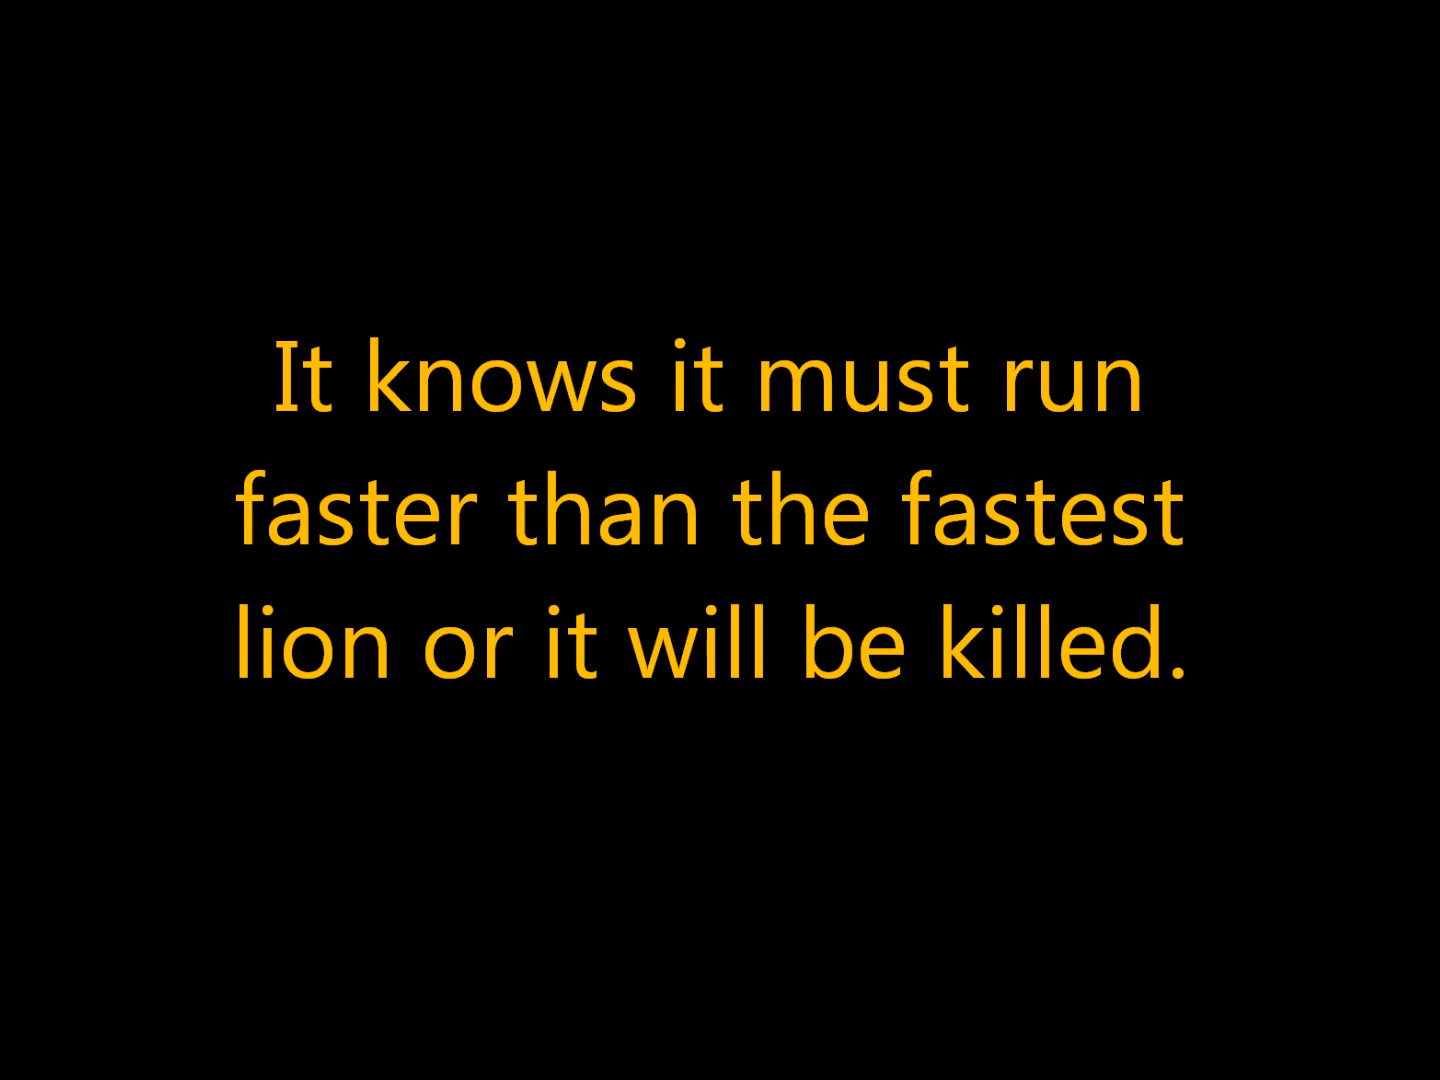 It knows it must run
faster than the fastest
lion or it will be killed.